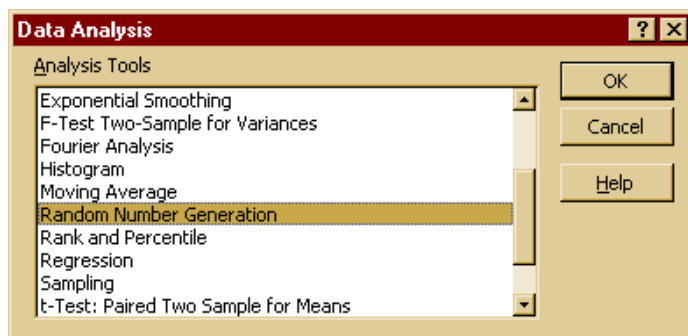 Data Analysis
? X
Analysis Tools
Exponential Smoothing
F-Test Two-Sample for Variances
Fourier Analysis
Histogram
Moving Average
Random Number Generation
Rank and Percentile
Regression
Sampling
t-Test: Paired Two Sample for Means
OK
Cancel
Help